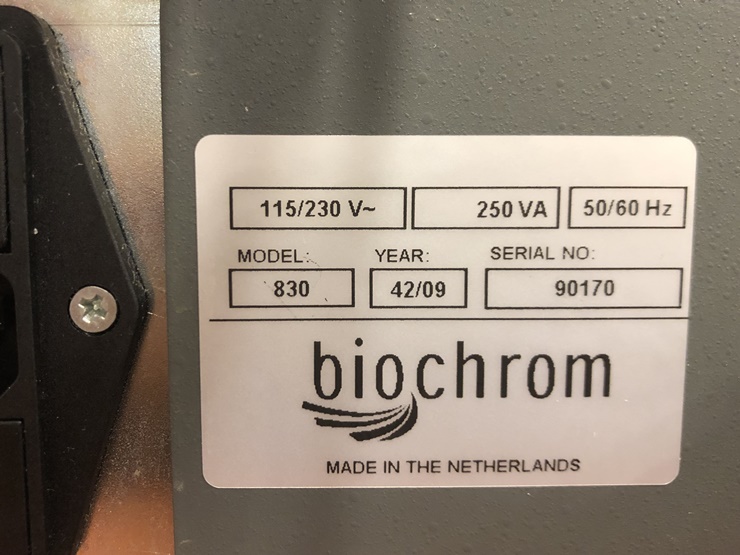 115/230 V~ 250 VA 50/60 Hz
MODEL: YEAR: SERIAL NO:
830 42/09 90170
biochrom
MADE IN THE NETHERLANDS